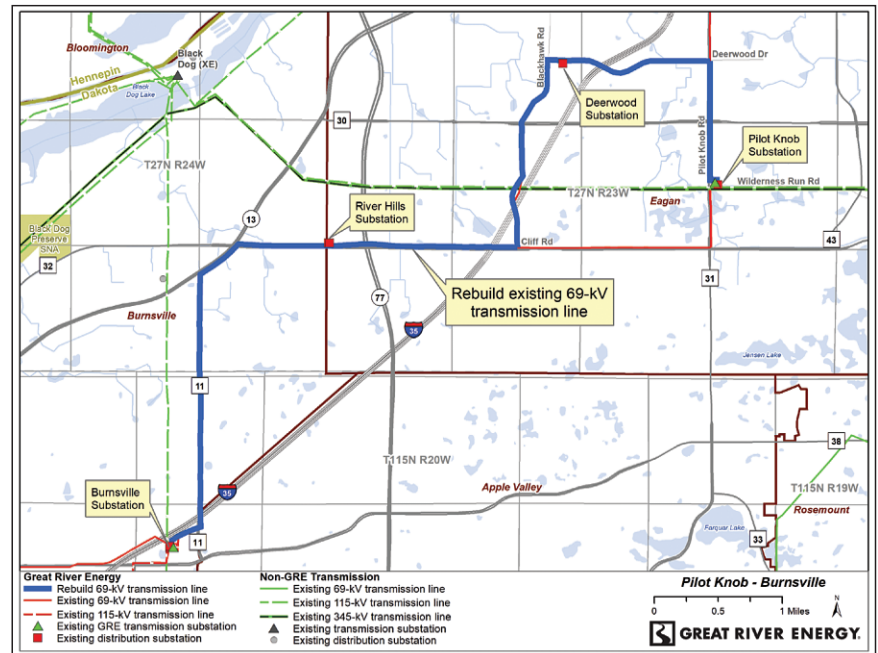 Bloomington
Black
Dog (XE)
Hennepin
Dakota
Black
Dog Lake
Blackhawk Rd
Deerwood Dr
Deerwood
Substation
30
43
Pilot Knob Rd
Pilot Knob
Substation
T27N R24W
Wilderness Run Rd
T27N R23W
Eagan
River Hills
Substation
13
Black Dog
Preserve
SNA
Cliff Rd
43
32
31
77
Rebuild existing 69-kV
transmission line
Burnsville
35
Jensen Lake
11
38
T115N R20W
T115N R19W
Burnsville
Substation
35
Apple Valley
Rosemount
Farquar Lake
11
33
Great River Energy
Rebuild 69-kV transmission line
Existing 69-kV transmission line
Existing 115-kV transmission line
Existing GRE transmission substation
Existing distribution substation
Non-GRE Transmission
Existing 69-kV transmission line
Existing 115-kV transmission line
Existing 345-kV transmission line
Existing transmission substation
Existing distribution substation
Pilot Knob - Burnsville
0 0.5 1
Miles
N
GREAT RIVER ENERGY.